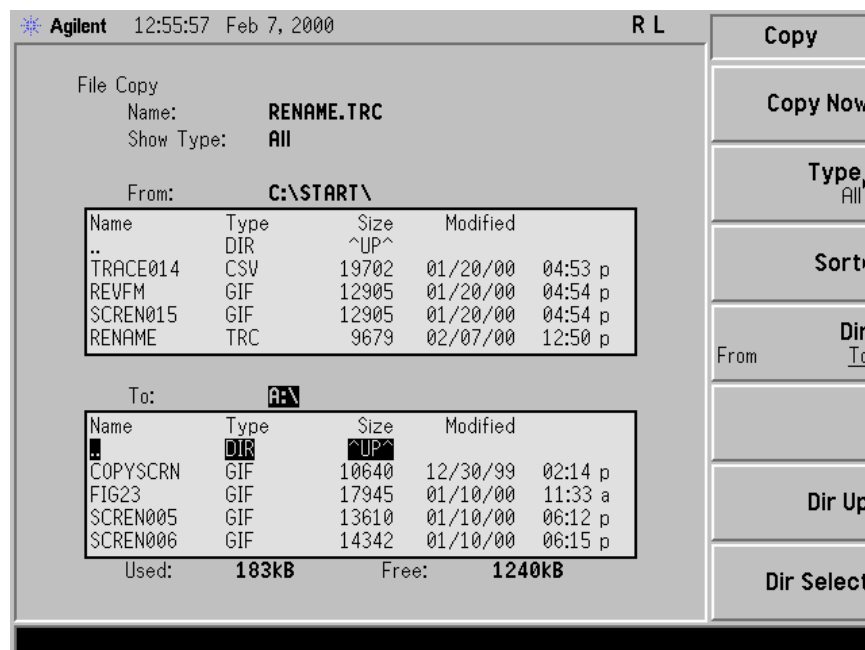 Agilent 12:55:57 Feb 7, 2000 R L
File Copy
Name: RENAME.TRC
Show Type: All
From: C:\START\
Name Type Size Modified
.. DIR ^UP^
TRACE014 CSV 19702 01/20/00 04:53 p
REVFM GIF 12905 01/20/00 04:54 p
SCREN015 GIF 12905 01/20/00 04:54 p
RENAME TRC 9679 02/07/00 12:50 p
To: A:\
Name Type Size Modified
.. DIR ^UP^
COPYSCRN GIF 10640 12/30/99 02:14 p
FIG23 GIF 17945 01/10/00 11:33 a
SCREN005 GIF 13610 01/10/00 06:12 p
SCREN006 GIF 14342 01/10/00 06:15 p
Used: 183kB Free: 1240kB
Copy
Copy Now
Type
All
Dir
From
Dir Up
Dir Select